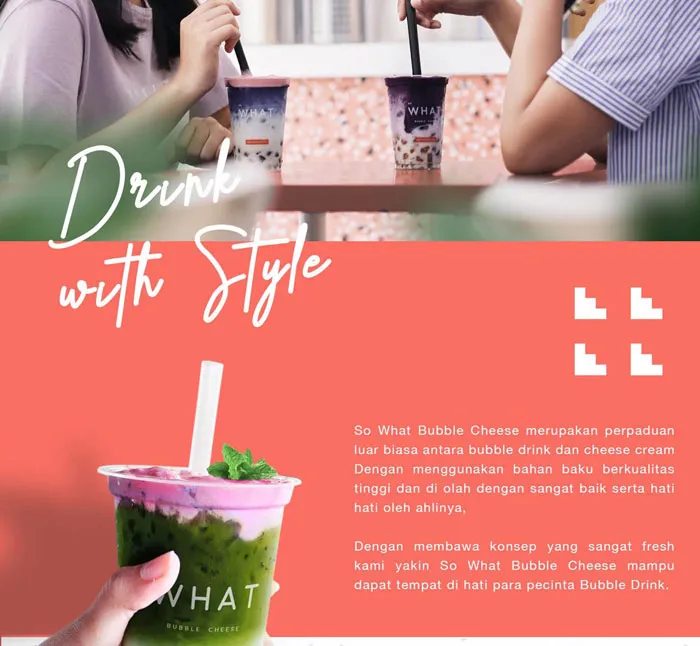 WHAT
WHAT
BUBBLE CHEESE
Drink
with Style
So What Bubble Cheese merupakan perpaduan
luar biasa antara bubble drink dan cheese cream
Dengan menggunakan bahan baku berkualitas
tinggi dan di olah dengan sangat baik serta hati
hati oleh ahlinya,
Dengan membawa konsep yang sangat fresh
kami yakin So What Bubble Cheese mampu
dapat tempat di hati para pecinta Bubble Drink.
WHAT
BUBBLE CHEESE